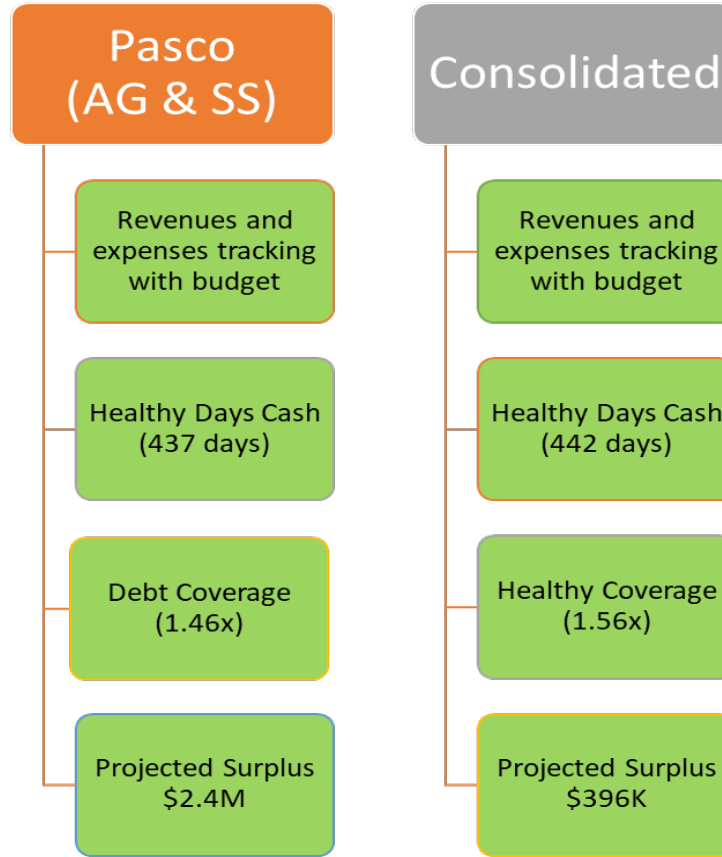 Pasco
(AG & SS)
Revenues and
expenses tracking
with budget
Healthy Days Cash
(437 days)
Debt Coverage
(1.46x)
Projected Surplus
$2.4M
Consolidated
Revenues and
expenses tracking
with budget
Healthy Days Cash
(442 days)
Healthy Coverage
(1.56x)
Projected Surplus
$396K